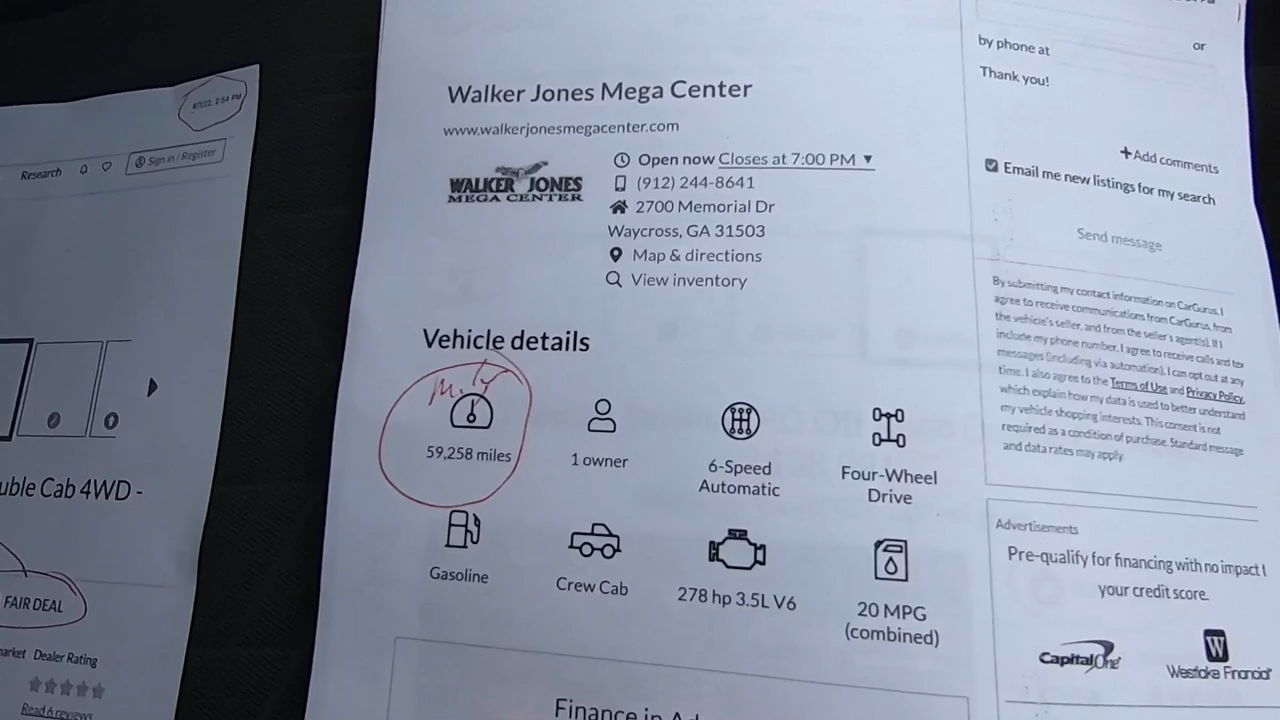 2:54 PM
Research
Sign in / Register
uble Cab 4WD -
FAIR DEAL
Dealer Rating
Read 6 reviews
Walker Jones Mega Center
www.walkerjonesmegacenter.com
WALKER JONES
MEGA CENTER
Open now Closes at 7:00 PM ▼
(912) 244-8641
2700 Memorial Dr
Waycross, GA 31503
Map & directions
View inventory
Vehicle details
59,258 miles
1 owner
6-Speed
Automatic
Four-Wheel
Drive
Gasoline
Crew Cab
278 hp 3.5L V6
20 MPG
(combined)
Finance in
by phone at
or
Thank you!
+Add comments
Email me new listings for my search
Send message
By submitting my contact information on CarGurus, I
agree to receive communications from CarGurus, from
the vehicle's seller, and from the seller's agent(s). If I
include my phone number, I agree to receive calls and tex
messages (including via automation). I can opt out at any
time. I also agree to the Terms of Use and Privacy Policy,
which explain how my data is used to better understand
my vehicle shopping interests. This consent is not
required as a condition of purchase. Standard message
and data rates may apply.
Advertisements
Pre-qualify for financing with no impact t
your credit score.
Capital One
W
Westlake Financial